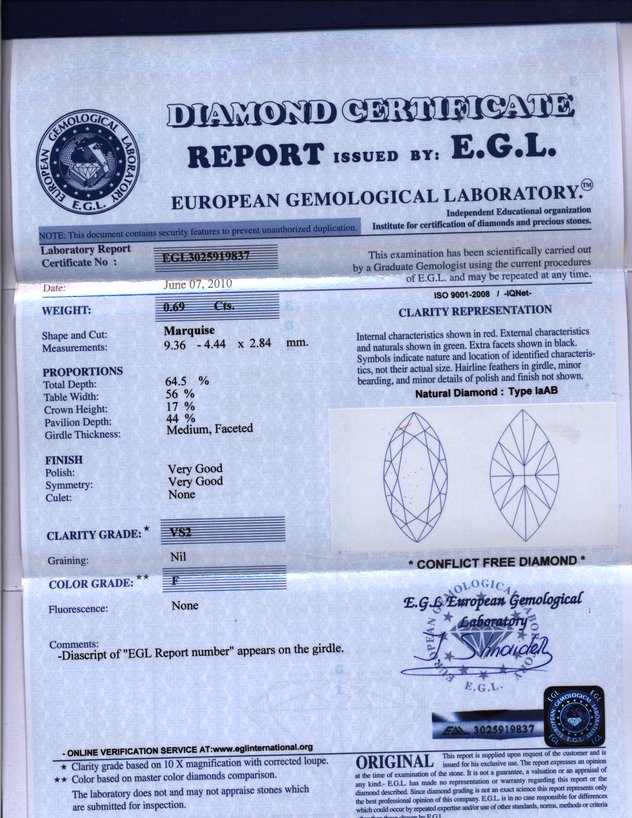 DIAMOND CERTIFICATE
REPORT ISSUED BY: E.G.L.
EUROPEAN GEMOLOGICAL LABORATORY.™
EUROPEAN GEMOLOGICAL LABORATORY
E.G.L.
Independent Educational organization
Institute for certification of diamonds and precious stones.
NOTE: This document contains security features to prevent unauthorized duplication.
Laboratory Report
Certificate No : EGL3025919837
Date: June 07, 2010
WEIGHT: 0.69 Cts.
Shape and Cut: Marquise
Measurements: 9.36 - 4.44 x 2.84 mm.
PROPORTIONS
Total Depth: 64.5 %
Table Width: 56 %
Crown Height: 17 %
Pavilion Depth: 44 %
Girdle Thickness: Medium, Faceted
FINISH
Polish: Very Good
Symmetry: Very Good
Culet: None
CLARITY GRADE: * VS2
Graining: Nil
COLOR GRADE: ** F
Fluorescence: None
Comments:
-Diascript of "EGL Report number" appears on the girdle.
This examination has been scientifically carried out
by a Graduate Gemologist using the current procedures
of E.G.L. and may be repeated at any time.
ISO 9001-2008 / -IQNet-
CLARITY REPRESENTATION
Internal characteristics shown in red. External characteristics
and naturals shown in green. Extra facets shown in black.
Symbols indicate nature and location of identified characteris-
tics, not their actual size. Hairline feathers in girdle, minor
bearding, and minor details of polish and finish not shown.
Natural Diamond : Type IaAB
* CONFLICT FREE DIAMOND *
E.G.L European Gemological
Laboratory
EUROPEAN GEMOLOGICAL LABORATORY
E.G.L.
3025919837
EGL EGL
- ONLINE VERIFICATION SERVICE AT:www.eglinternational.org
* Clarity grade based on 10 X magnification with corrected loupe.
** Color based on master color diamonds comparison.
The laboratory does not and may not appraise stones which
are submitted for inspection.
ORIGINAL This report is supplied upon request of the customer and is
issued for his exclusive use. The report expresses an opinion
at the time of examination of the stone. It is not a guarantee, a valuation or an appraisal of
any kind.- E.G.L. has made no representation or warranty regarding this report or the
diamond described. Since diamond grading is not an exact science this report represents only
the best professional opinion of this company. E.G.L. is in no case responsible for differences
which could occur by repeated expertise and/or use of other standards, norms, methods or criteria